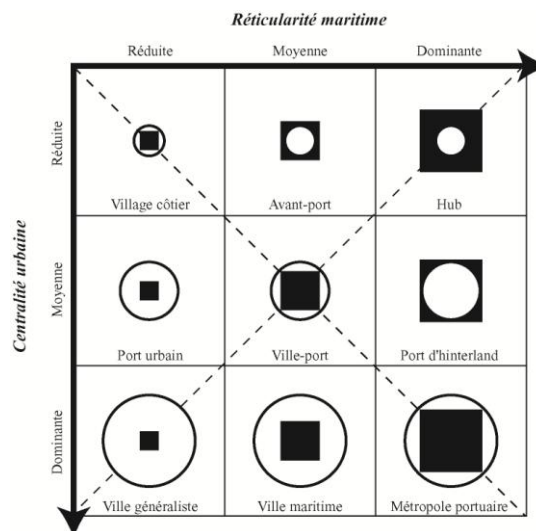 Réticularité maritime
Réduite Moyenne Dominante
Centralité urbaine
Réduite
Village côtier Avant-port Hub
Moyenne
Port urbain Ville-port Port d'hinterland
Dominante
Ville généraliste Ville maritime Métropole portuaire